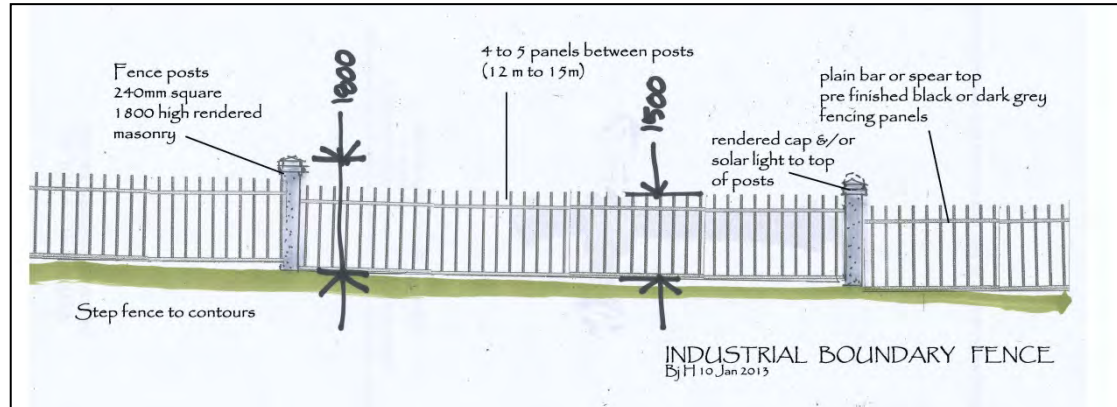 Fence posts
240mm square
1800 high rendered
masonry
1800
4 to 5 panels between posts
(12 m to 15m)
1500
rendered cap &/or
solar light to top
of posts
plain bar or spear top
pre finished black or dark grey
fencing panels
Step fence to contours
INDUSTRIAL BOUNDARY FENCE
Bj H 10 Jan 2013